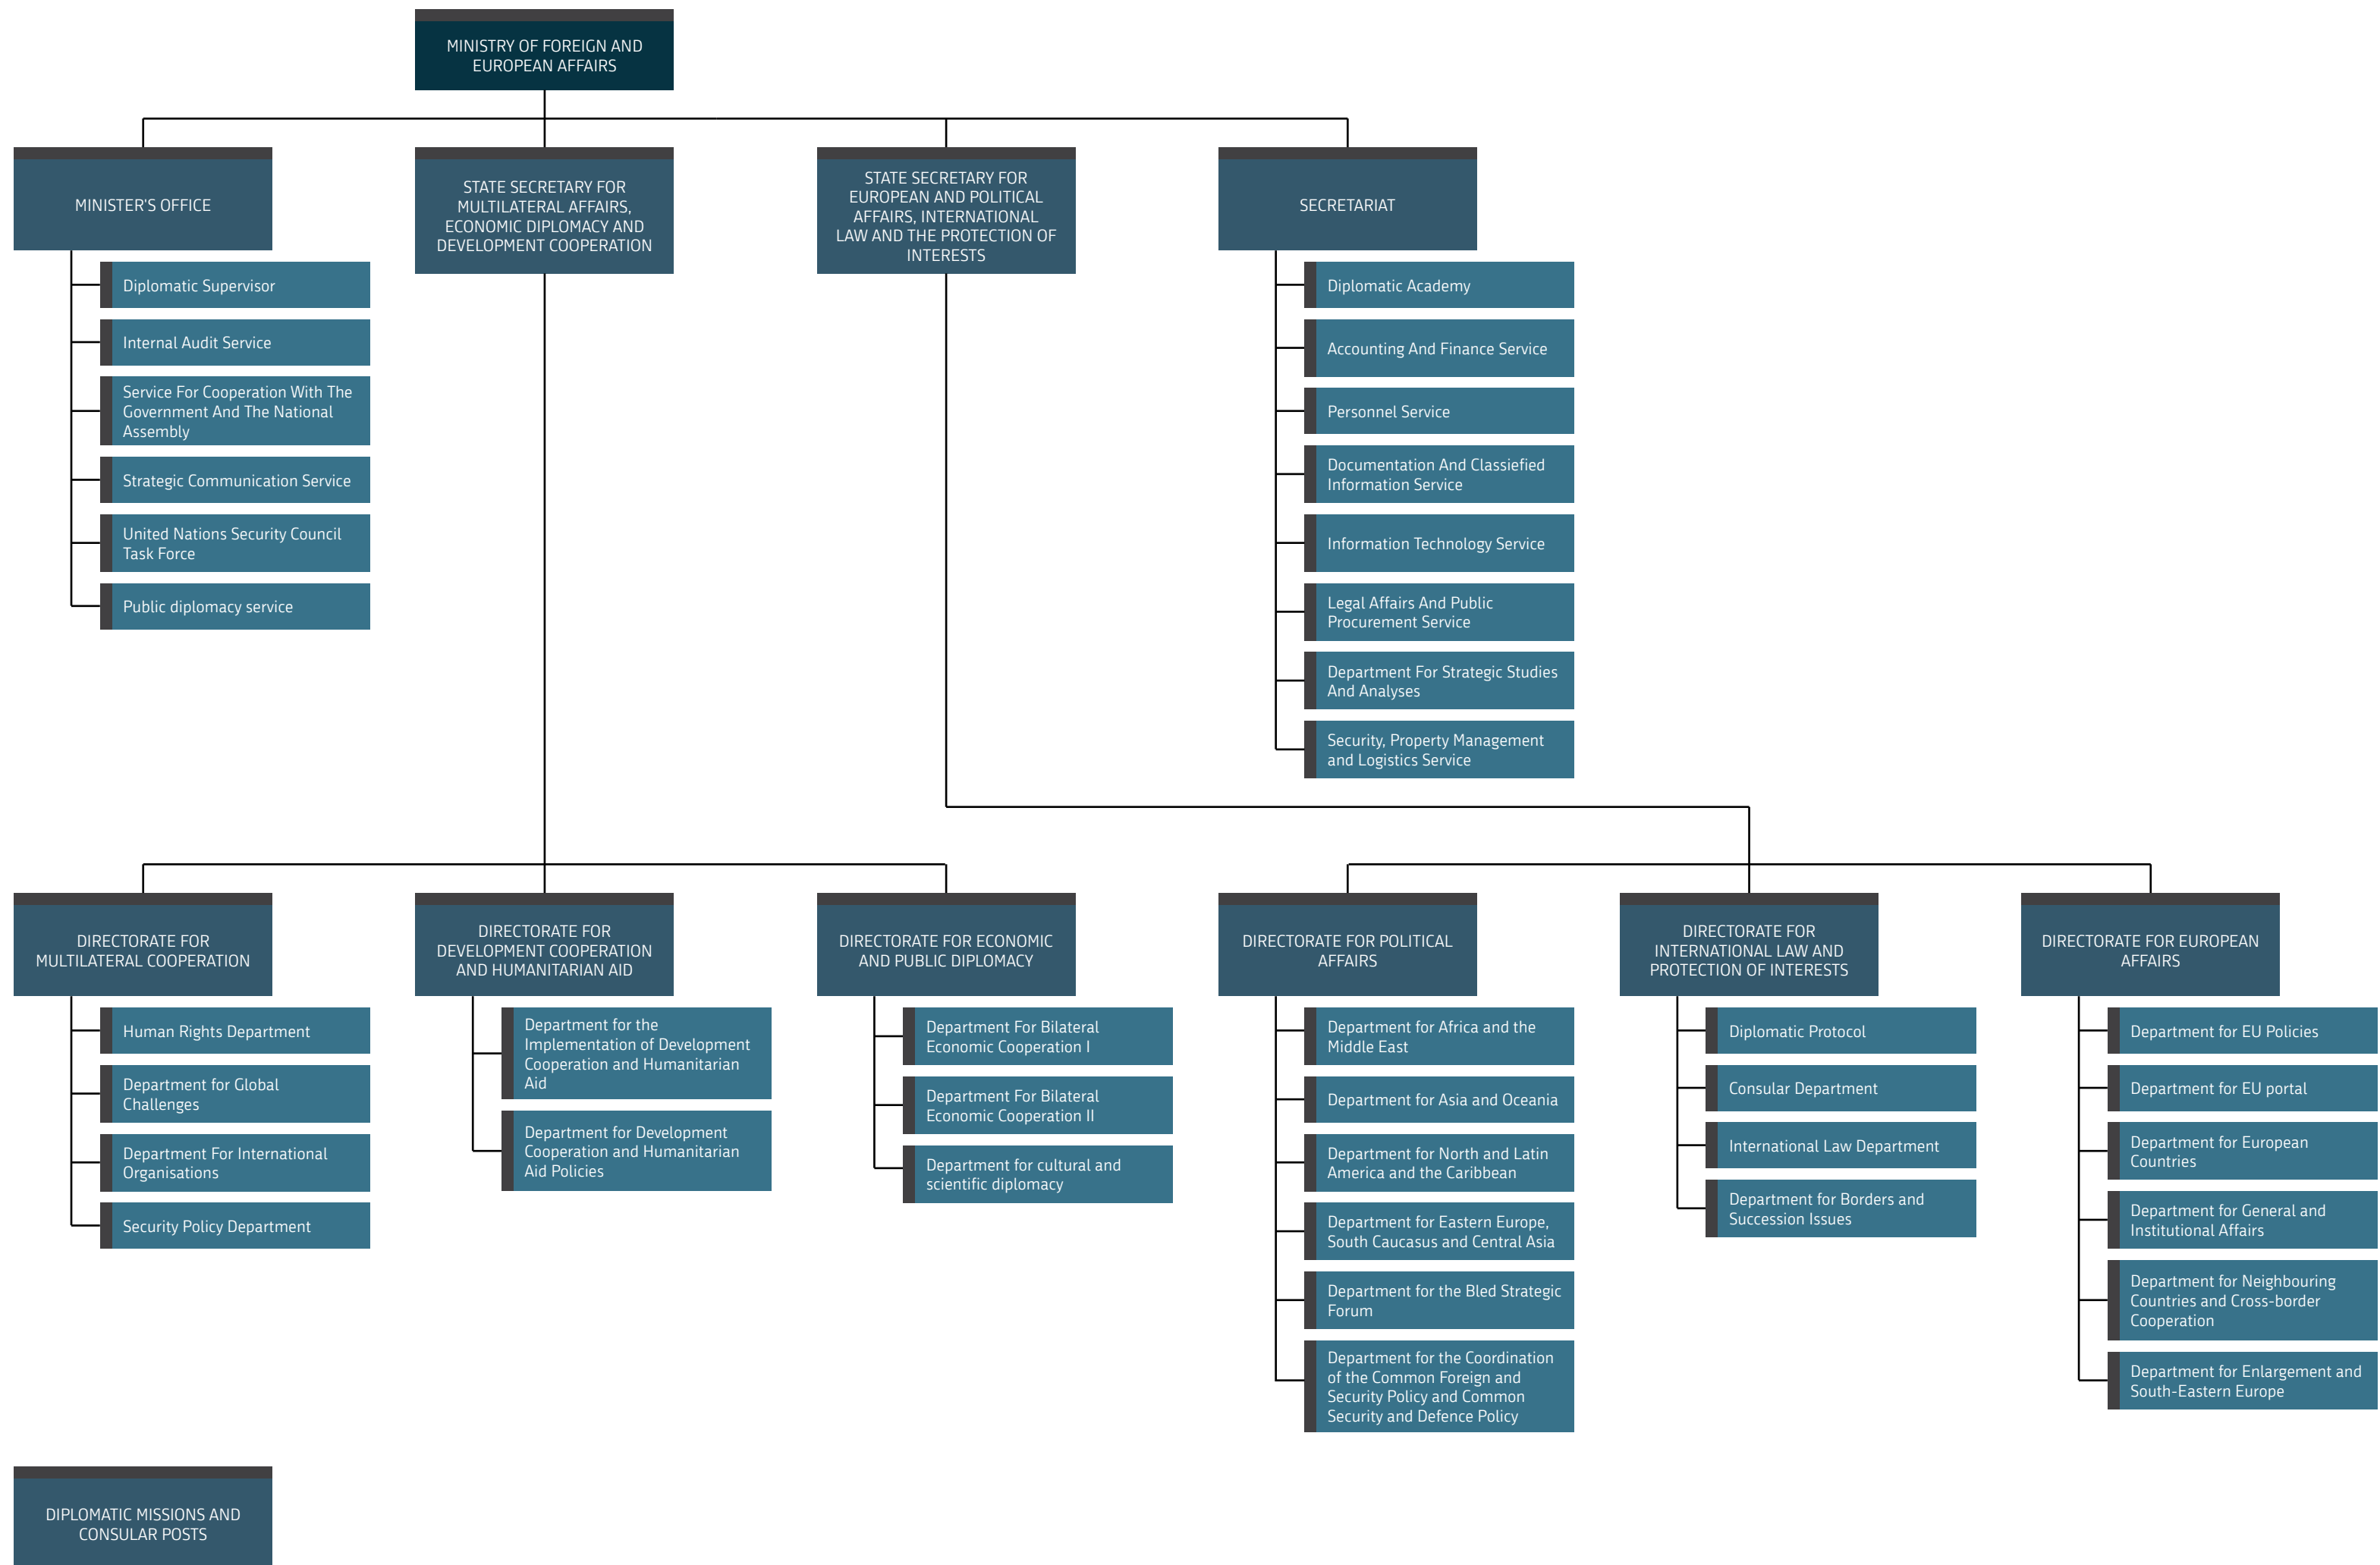 MINISTRY OF FOREIGN AND
EUROPEAN AFFAIRS
MINISTER'S OFFICE
Diplomatic Supervisor
Internal Audit Service
Service For Cooperation With The
Government And The National
Assembly
Strategic Communication Service
United Nations Security Council
Task Force
Public diplomacy service
STATE SECRETARY FOR
MULTILATERAL AFFAIRS,
ECONOMIC DIPLOMACY AND
DEVELOPMENT COOPERATION
STATE SECRETARY FOR
EUROPEAN AND POLITICAL
AFFAIRS, INTERNATIONAL
LAW AND THE PROTECTION OF
INTERESTS
SECRETARIAT
Diplomatic Academy
Accounting And Finance Service
Personnel Service
Documentation And Classiefied
Information Service
Information Technology Service
Legal Affairs And Public
Procurement Service
Department For Strategic Studies
And Analyses
Security, Property Management
and Logistics Service
DIRECTORATE FOR
MULTILATERAL COOPERATION
Human Rights Department
Department for Global
Challenges
Department For International
Organisations
Security Policy Department
DIRECTORATE FOR
DEVELOPMENT COOPERATION
AND HUMANITARIAN AID
Department for the
Implementation of Development
Cooperation and Humanitarian
Aid
Department for Development
Cooperation and Humanitarian
Aid Policies
DIRECTORATE FOR ECONOMIC
AND PUBLIC DIPLOMACY
Department For Bilateral
Economic Cooperation I
Department For Bilateral
Economic Cooperation II
Department for cultural and
scientific diplomacy
DIRECTORATE FOR POLITICAL
AFFAIRS
Department for Africa and the
Middle East
Department for Asia and Oceania
Department for North and Latin
America and the Caribbean
Department for Eastern Europe,
South Caucasus and Central Asia
Department for the Bled Strategic
Forum
Department for the Coordination
of the Common Foreign and
Security Policy and Common
Security and Defence Policy
DIRECTORATE FOR
INTERNATIONAL LAW AND
PROTECTION OF INTERESTS
Diplomatic Protocol
Consular Department
International Law Department
Department for Borders and
Succession Issues
DIRECTORATE FOR EUROPEAN
AFFAIRS
Department for EU Policies
Department for EU portal
Department for European
Countries
Department for General and
Institutional Affairs
Department for Neighbouring
Countries and Cross-border
Cooperation
Department for Enlargement and
South-Eastern Europe
DIPLOMATIC MISSIONS AND
CONSULAR POSTS